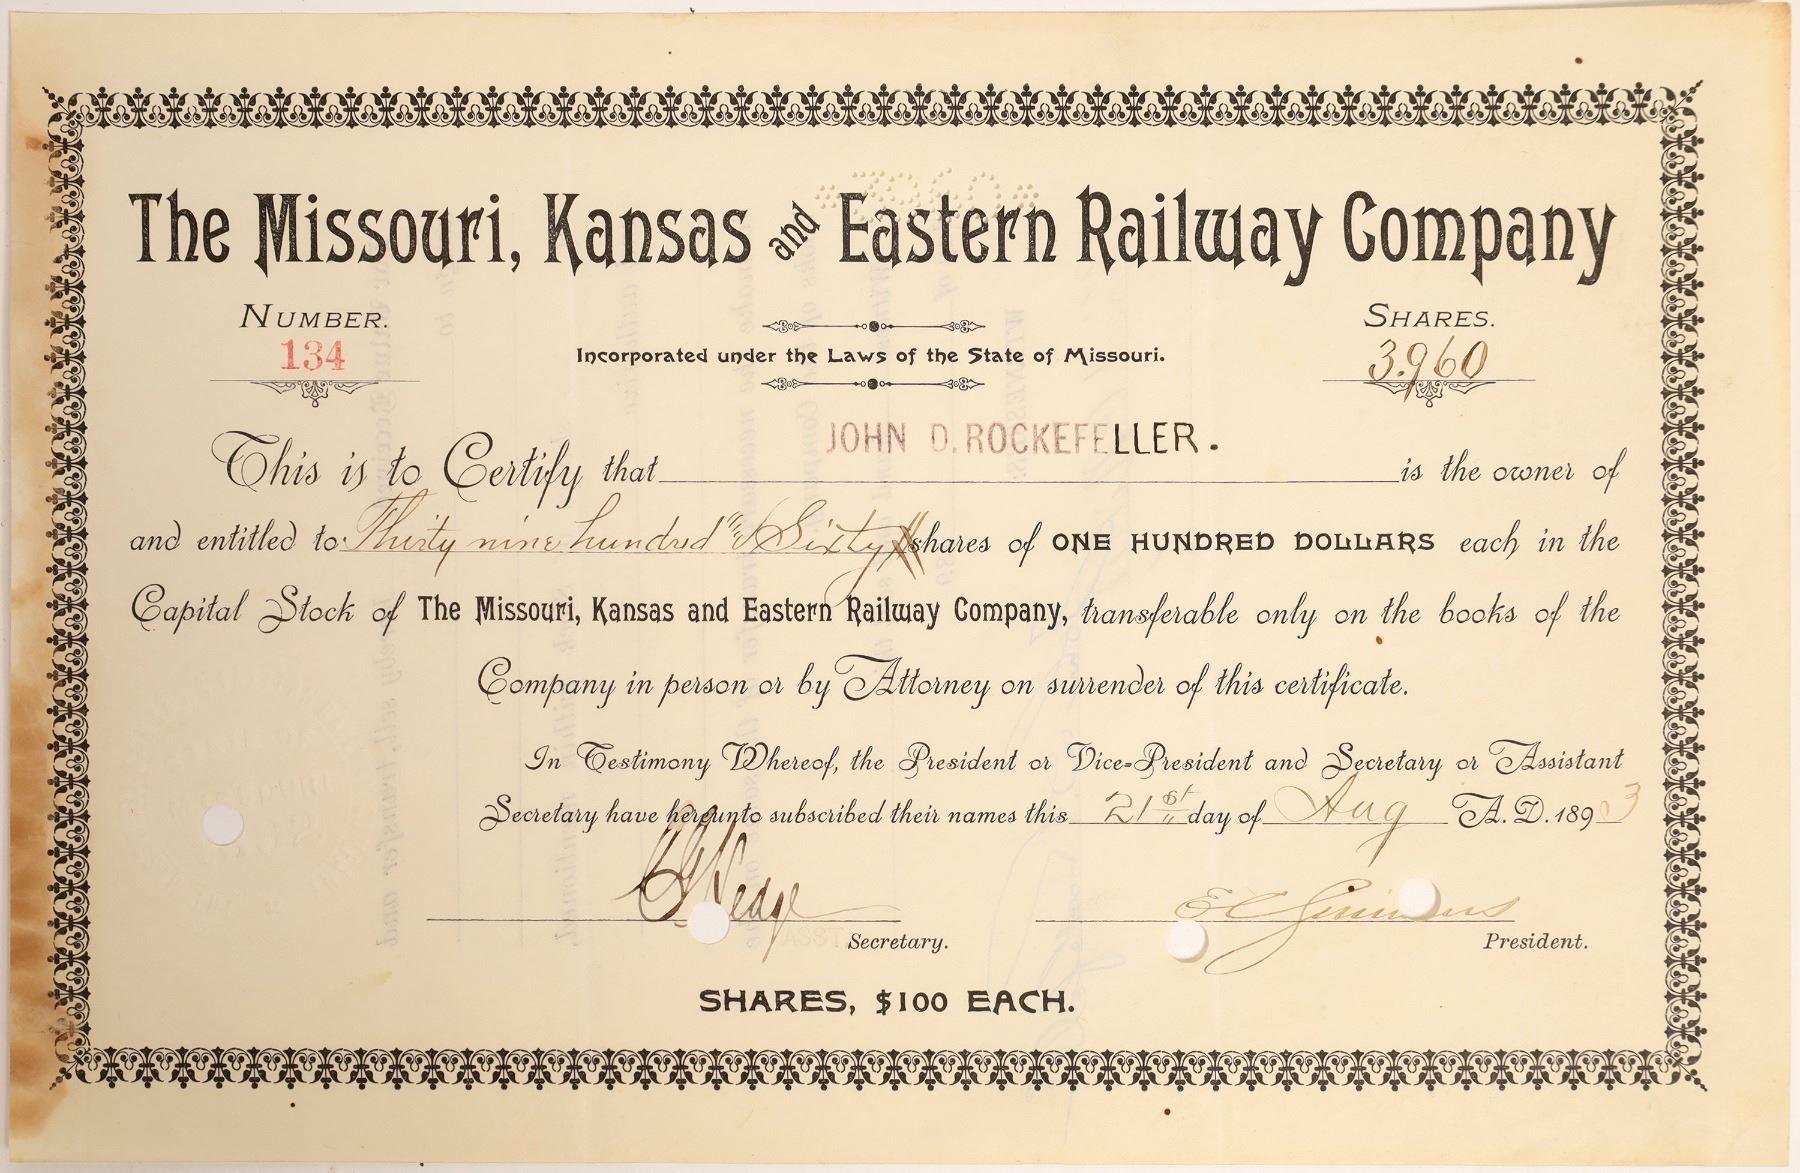 The Missouri, Kansas and Eastern Railway Company
NUMBER.
134
SHARES.
3.960
Incorporated under the Laws of the State of Missouri.
JOHN D. ROCKEFELLER.
This is to Certify that is the owner of
and entitled to Thirty nine hundred & Sixty shares of ONE HUNDRED DOLLARS each in the
Capital Stock of The Missouri, Kansas and Eastern Railway Company, transferable only on the books of the
Company in person or by Attorney on surrender of this certificate.
In Testimony Whereof, the President or Vice=President and Secretary or Assistant
Secretary have hereunto subscribed their names this 21st day of Aug A. D. 1893
Hedge
E C Simmons
ASST. Secretary.
President.
SHARES, $100 EACH.